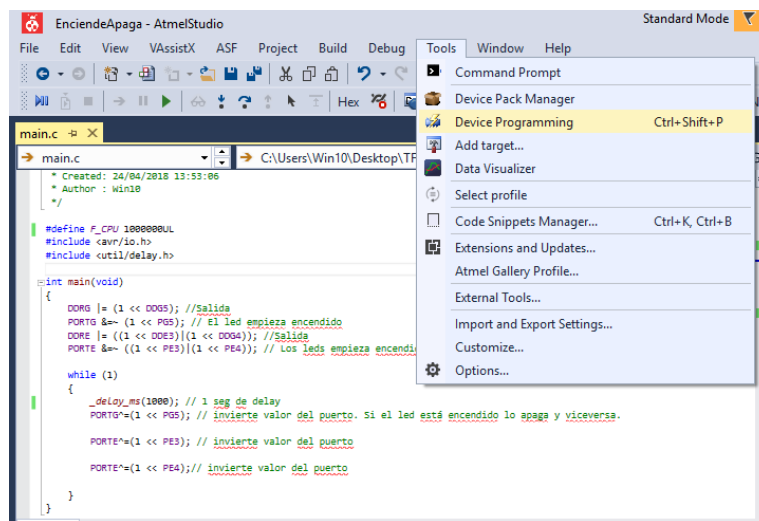 EnciendeApaga - AtmelStudio
Standard Mode
File Edit View VAssistX ASF Project Build Debug Tools Window Help
Hex
Command Prompt
Device Pack Manager
Device Programming Ctrl+Shift+P
Add target...
Data Visualizer
Select profile
Code Snippets Manager... Ctrl+K, Ctrl+B
Extensions and Updates...
Atmel Gallery Profile...
External Tools...
Import and Export Settings...
Customize...
Options...
main.c
main.c C:\Users\Win10\Desktop\TF
* Created: 24/04/2018 13:53:06
* Author : Win10
*/
#define F_CPU 1000000UL
#include <avr/io.h>
#include <util/delay.h>
int main(void)
{
DDRG |= (1 << DDG5); //Salida
PORTG &=~ (1 << PG5); // El led empieza encendido
DDRE |= ((1 << DDE3)|(1 << DDG4)); //Salida
PORTE &=~ ((1 << PE3)|(1 << PE4)); // Los leds empieza encendi
while (1)
{
_delay_ms(1000); // 1 seg de delay
PORTG^=(1 << PG5); // invierte valor del puerto. Si el led está encendido lo apaga y viceversa.
PORTE^=(1 << PE3); // invierte valor del puerto
PORTE^=(1 << PE4);// invierte valor del puerto
}
}